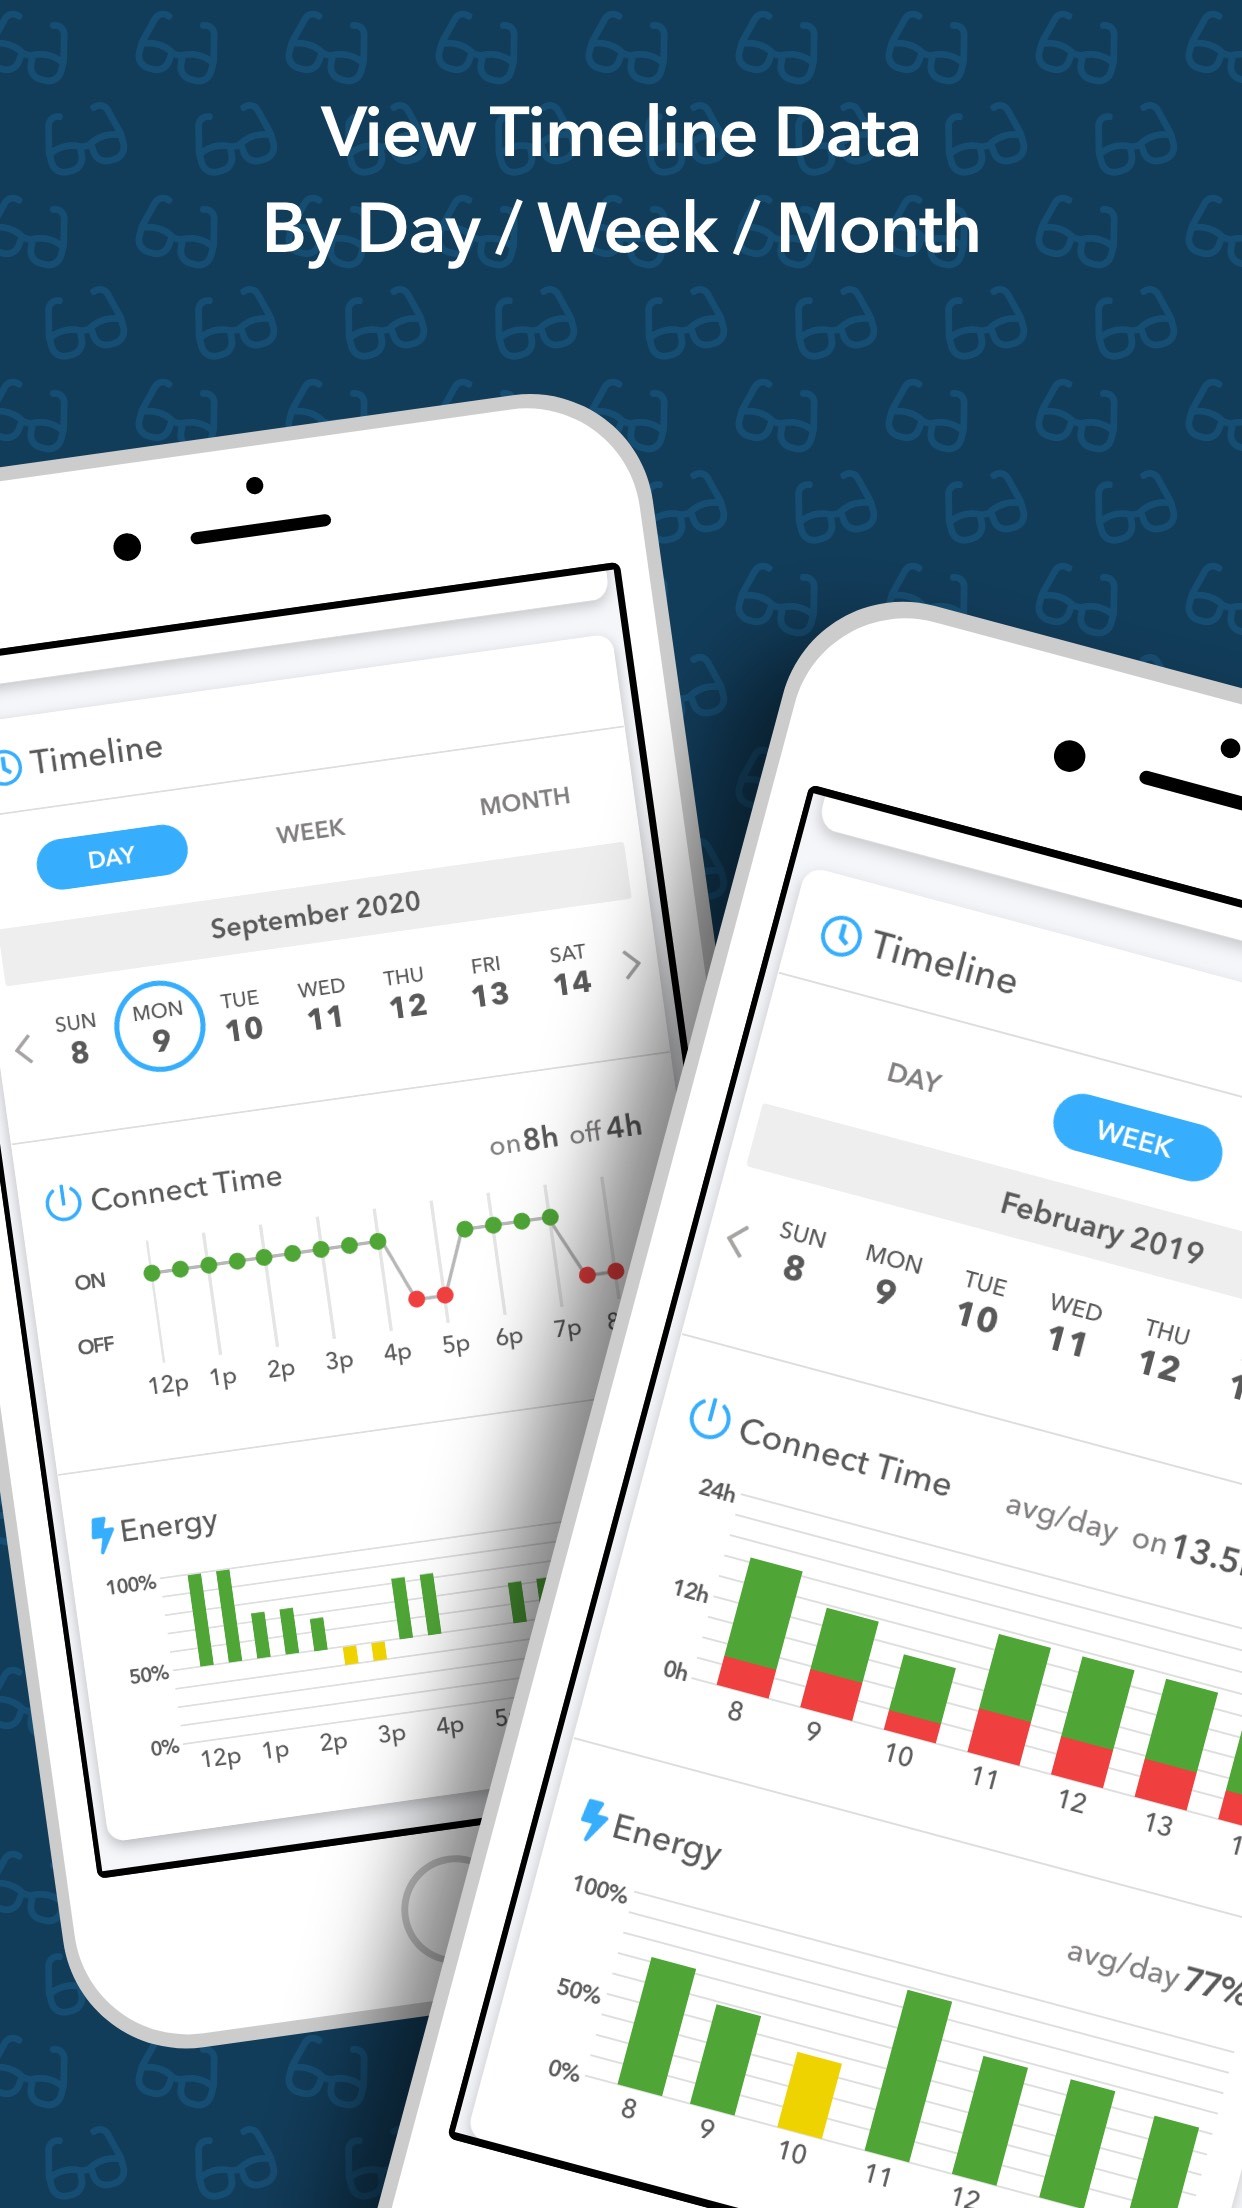 View Timeline Data
By Day / Week / Month
Timeline
DAY WEEK MONTH
September 2020
SUN MON TUE WED THU FRI SAT
8 9 10 11 12 13 14
on 8h off 4h
Connect Time
ON
OFF
12p 1p 2p 3p 4p 5p 6p 7p
Energy
100%
50%
0%
12p 1p 2p 3p 4p
Timeline
DAY WEEK
February 2019
SUN MON TUE WED THU
8 9 10 11 12
Connect Time
avg/day on 13.5
24h
12h
0h
8 9 10 11 12 13
Energy
avg/day 77%
100%
50%
0%
8 9 10 11 12